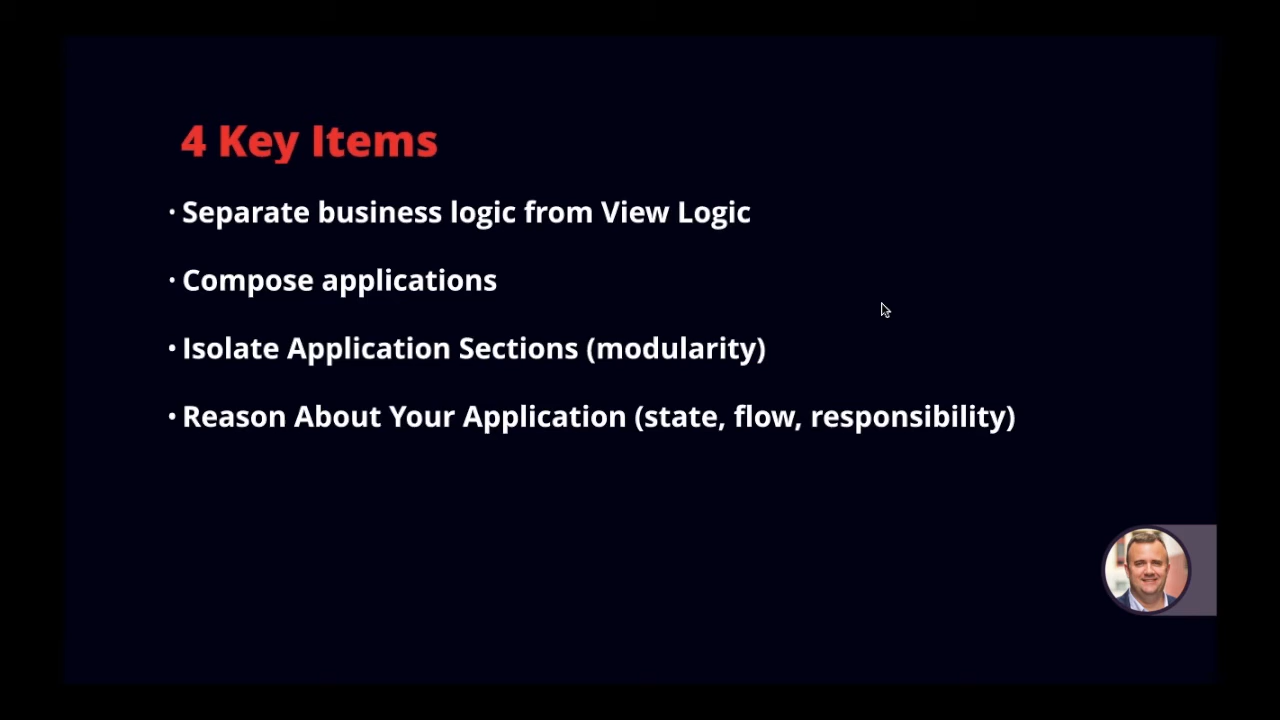 4 Key Items
· Separate business logic from View Logic
· Compose applications
· Isolate Application Sections (modularity)
· Reason About Your Application (state, flow, responsibility)